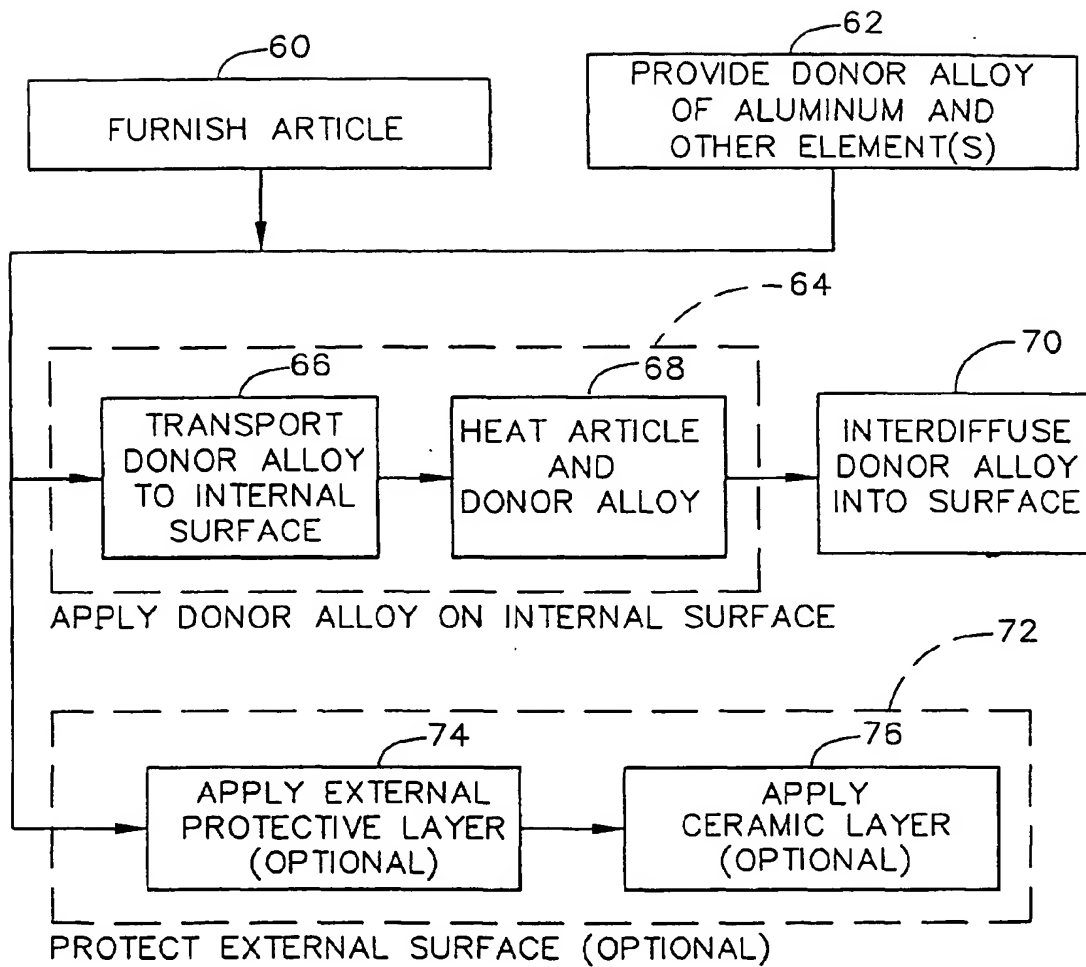 60
FURNISH ARTICLE
62
PROVIDE DONOR ALLOY
OF ALUMINUM AND
OTHER ELEMENT(S)
64
66
TRANSPORT
DONOR ALLOY
TO INTERNAL
SURFACE
68
HEAT ARTICLE
AND
DONOR ALLOY
70
INTERDIFFUSE
DONOR ALLOY
INTO SURFACE
APPLY DONOR ALLOY ON INTERNAL SURFACE
72
74
APPLY EXTERNAL
PROTECTIVE LAYER
(OPTIONAL)
76
APPLY
CERAMIC LAYER
(OPTIONAL)
PROTECT EXTERNAL SURFACE (OPTIONAL)